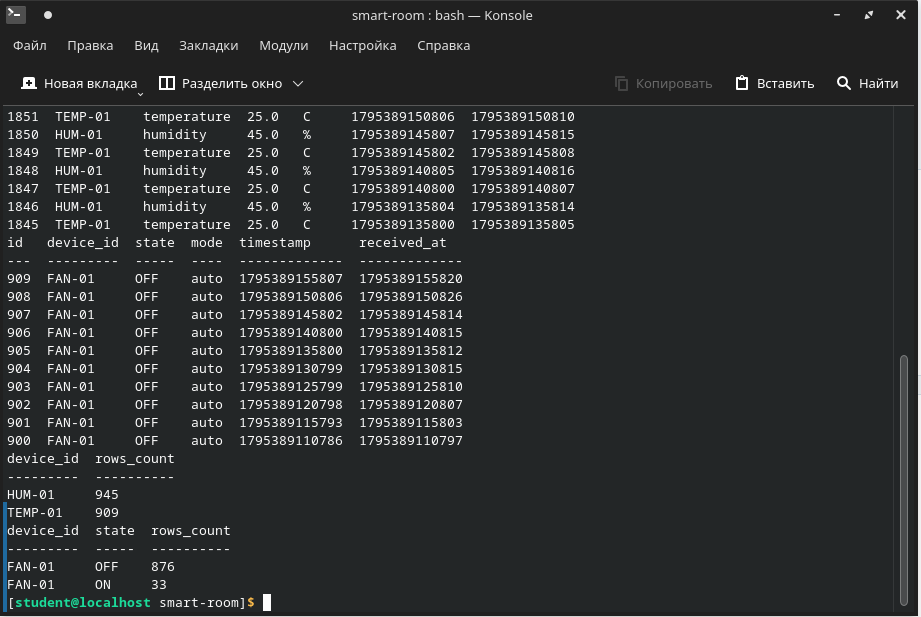 smart-room : bash — Konsole
Файл Правка Вид Закладки Модули Настройка Справка
Новая вкладка Разделить окно Копировать Вставить Найти
1851 TEMP-01 temperature 25.0 C 1795389150806 1795389150810
1850 HUM-01 humidity 45.0 % 1795389145807 1795389145815
1849 TEMP-01 temperature 25.0 C 1795389145802 1795389145808
1848 HUM-01 humidity 45.0 % 1795389140805 1795389140816
1847 TEMP-01 temperature 25.0 C 1795389140800 1795389140807
1846 HUM-01 humidity 45.0 % 1795389135804 1795389135814
1845 TEMP-01 temperature 25.0 C 1795389135800 1795389135805
id device_id state mode timestamp received_at
--- --------- ----- ---- ------------- -------------
909 FAN-01 OFF auto 1795389155807 1795389155820
908 FAN-01 OFF auto 1795389150806 1795389150826
907 FAN-01 OFF auto 1795389145802 1795389145814
906 FAN-01 OFF auto 1795389140800 1795389140815
905 FAN-01 OFF auto 1795389135800 1795389135812
904 FAN-01 OFF auto 1795389130799 1795389130815
903 FAN-01 OFF auto 1795389125799 1795389125810
902 FAN-01 OFF auto 1795389120798 1795389120807
901 FAN-01 OFF auto 1795389115793 1795389115803
900 FAN-01 OFF auto 1795389110786 1795389110797
device_id rows_count
--------- ----------
HUM-01 945
TEMP-01 909
device_id state rows_count
--------- ----- ----------
FAN-01 OFF 876
FAN-01 ON 33
[student@localhost smart-room]$